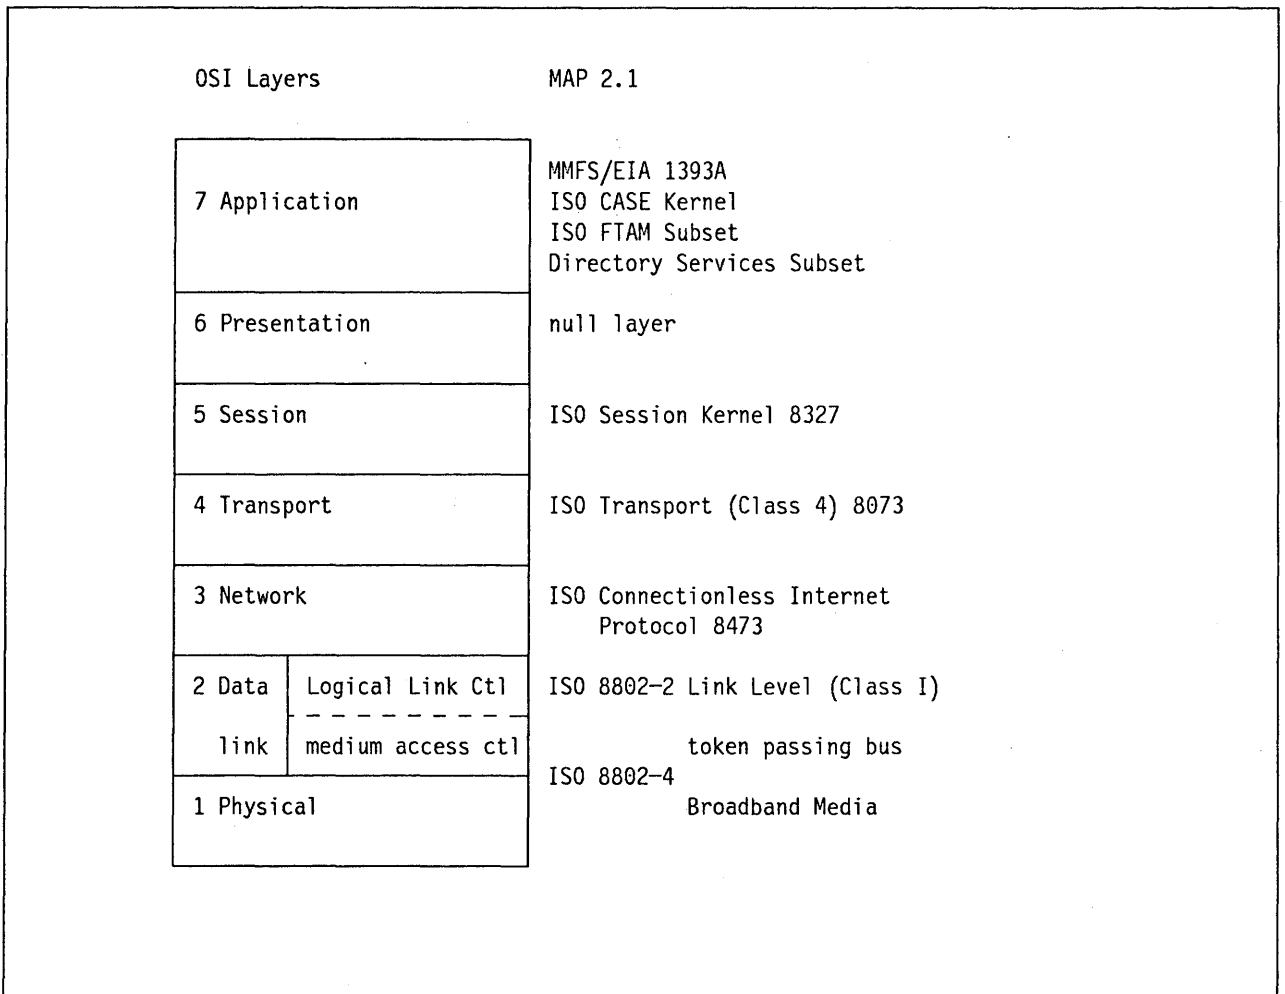 OSI Layers MAP 2.1
MMFS/EIA 1393A
7 Application ISO CASE Kernel
ISO FTAM Subset
Directory Services Subset
6 Presentation null layer
5 Session ISO Session Kernel 8327
4 Transport ISO Transport (Class 4) 8073
3 Network ISO Connectionless Internet
Protocol 8473
2 Data Logical Link Ctl ISO 8802-2 Link Level (Class I)
link medium access ctl token passing bus
ISO 8802-4
1 Physical Broadband Media